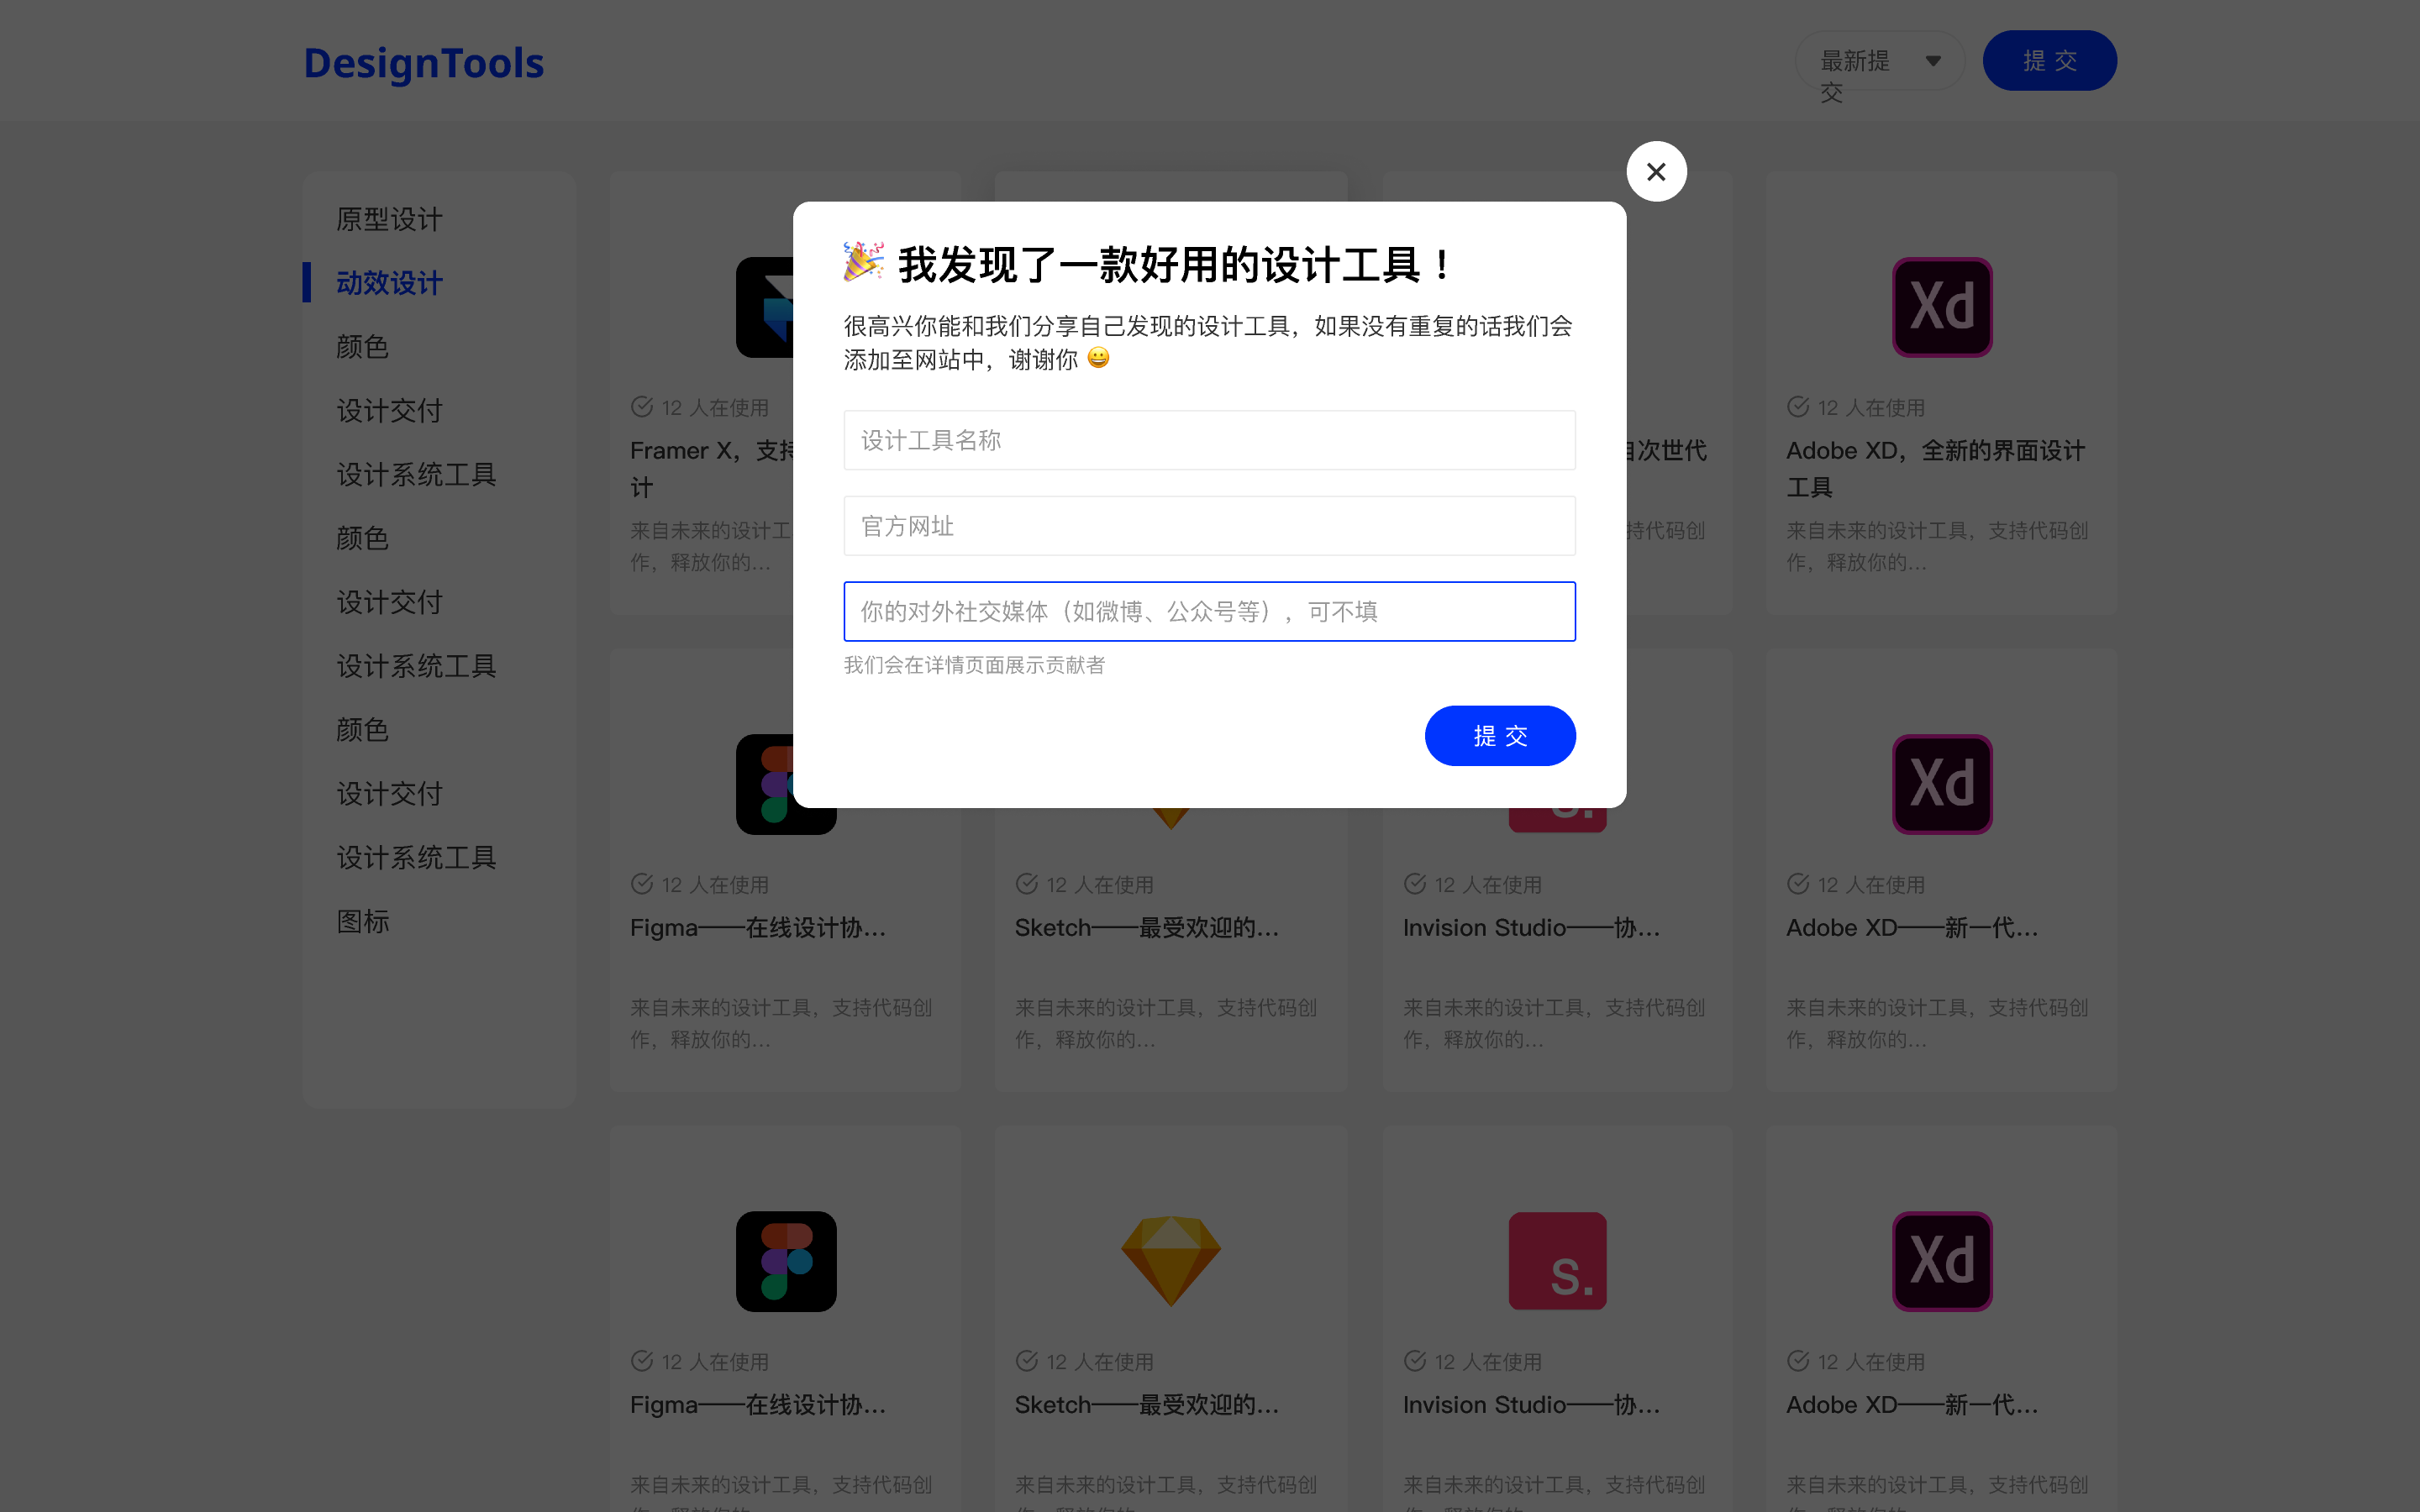 DesignTools
最新提
交
提 交
原型设计
动效设计
颜色
设计交付
设计系统工具
颜色
设计交付
设计系统工具
颜色
设计交付
设计系统工具
图标
🎉 我发现了一款好用的设计工具！
很高兴你能和我们分享自己发现的设计工具，如果没有重复的话我们会
添加至网站中，谢谢你 😀
设计工具名称
官方网址
你的对外社交媒体（如微博、公众号等），可不填
我们会在详情页面展示贡献者
提 交
12 人在使用
Framer X，支持
计
来自未来的设计工
作，释放你的...
次世代
持代码创
Xd
12 人在使用
Adobe XD，全新的界面设计
工具
来自未来的设计工具，支持代码创
作，释放你的...
12 人在使用
Figma——在线设计协...
来自未来的设计工具，支持代码创
作，释放你的...
12 人在使用
Sketch——最受欢迎的...
来自未来的设计工具，支持代码创
作，释放你的...
12 人在使用
Invision Studio——协...
来自未来的设计工具，支持代码创
作，释放你的...
Xd
12 人在使用
Adobe XD——新一代...
来自未来的设计工具，支持代码创
作，释放你的...
12 人在使用
Figma——在线设计协...
来自未来的设计工具，支持代码创
12 人在使用
Sketch——最受欢迎的...
来自未来的设计工具，支持代码创
S.
12 人在使用
Invision Studio——协...
来自未来的设计工具，支持代码创
Xd
12 人在使用
Adobe XD——新一代...
来自未来的设计工具，支持代码创